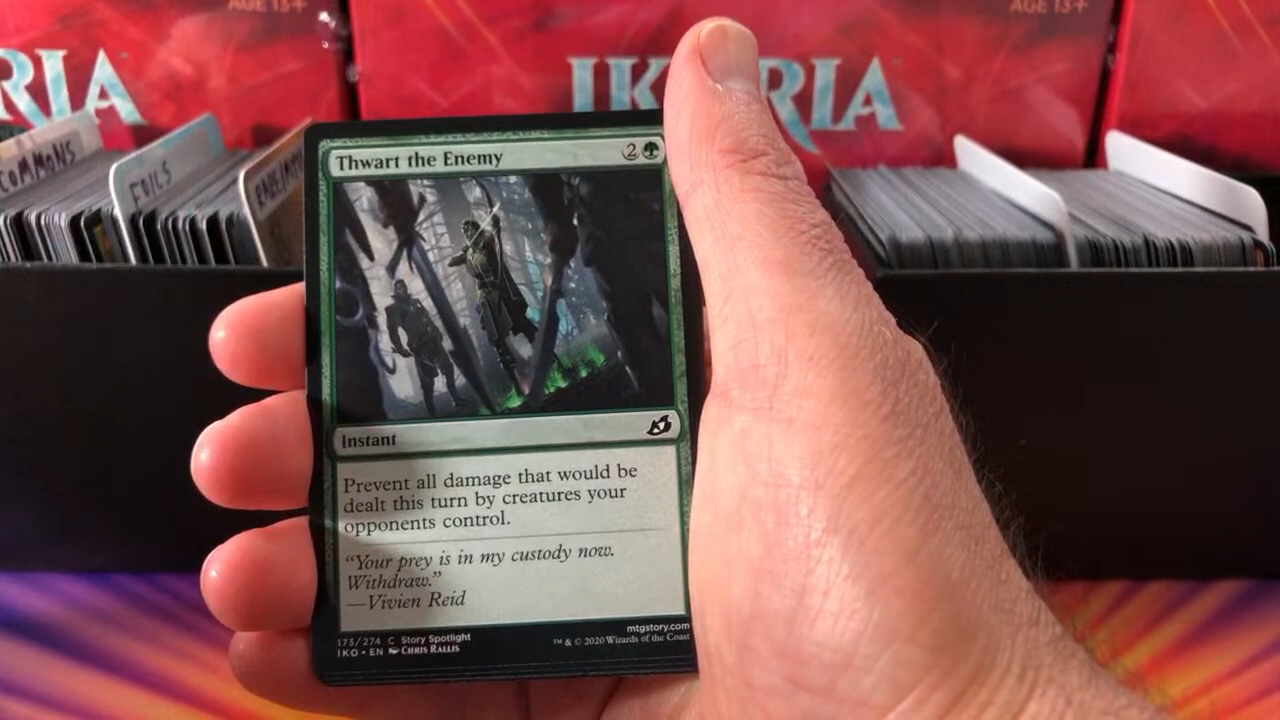 AGE 13+
AGE 13+
RIA
IK RIA
COMMONS
FOILS
Thwart the Enemy 2
Instant
Prevent all damage that would be
dealt this turn by creatures your
opponents control.
"Your prey is in my custody now.
Withdraw."
—Vivien Reid
173/274 C Story Spotlight
IKO • EN Chris Rallis
mtgstory.com
™ & © 2020 Wizards of the Coast